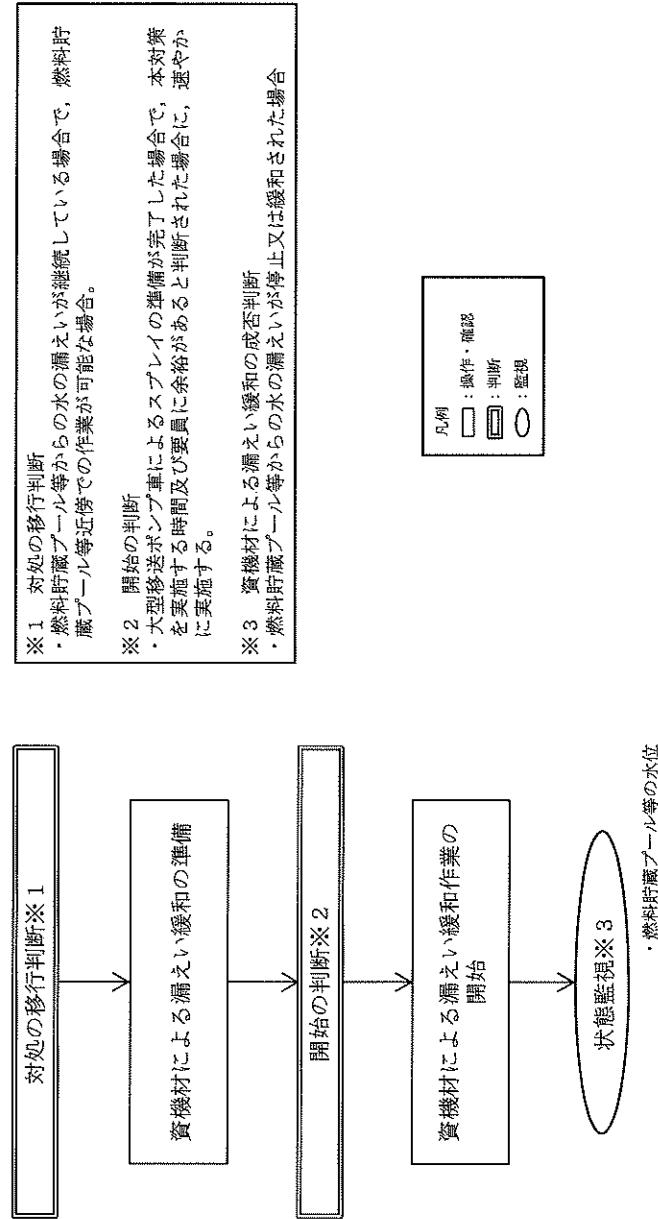 対処の移行判断※1
資機材による漏えい緩和の準備
開始の判断※2
資機材による漏えい緩和作業の
開始
状態監視※3
・燃料貯蔵プール等の水位
※1 対処の移行判断
・燃料貯蔵プール等からの水の漏えいが継続している場合で，燃料貯
蔵プール等近傍での作業が可能な場合。
※2 開始の判断
・大型移送ポンプ車によるスプレイの準備が完了した場合で，本対策
を実施する時間及び要員に余裕があると判断された場合に，速やか
に実施する。
※3 資機材による漏えい緩和の成否判断
・燃料貯蔵プール等からの水の漏えいが停止又は緩和された場合
凡例
：操作・確認
：判断
：監視